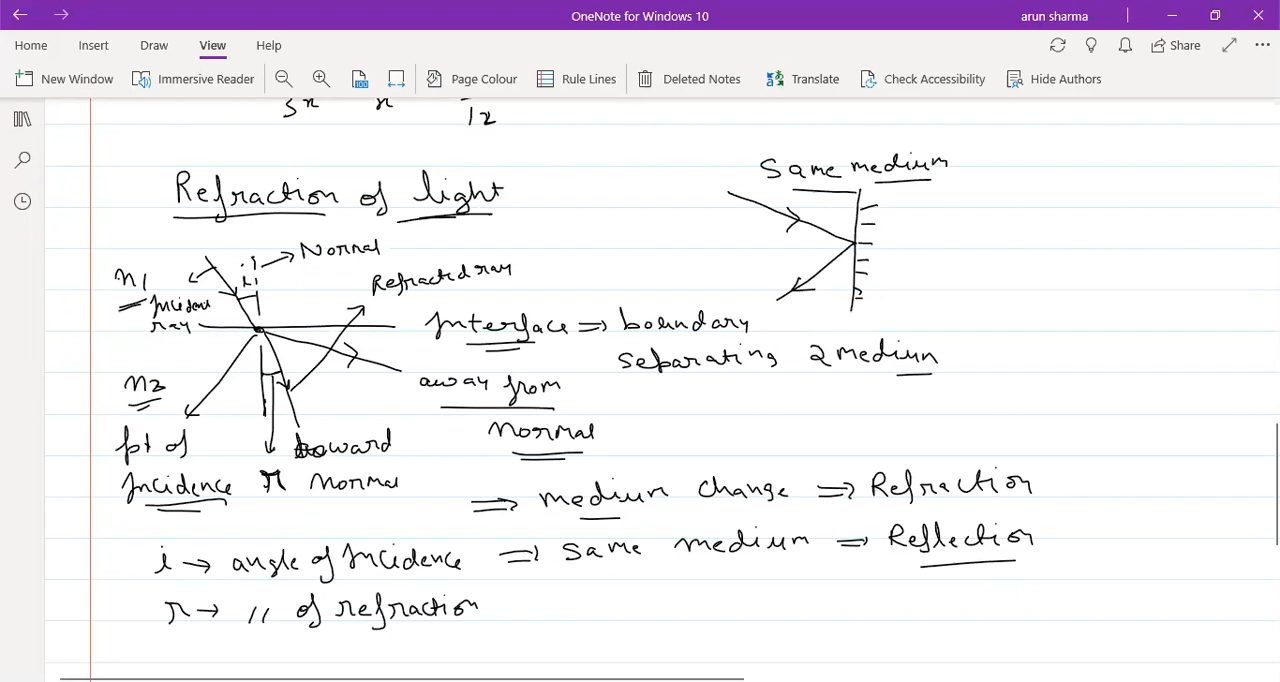 OneNote for Windows 10
arun sharma
Home Insert Draw View Help
Share
New Window Immersive Reader Page Colour Rule Lines Deleted Notes Translate Check Accessibility Hide Authors
5x x 12
Same medium
Refraction of light
Normal
n1
i
Refracted ray
Incident
ray
Interface => boundary
separating 2 medium
n2
away from
normal
pt of
Incidence
r
toward
normal
=> medium change => Refraction
=> Same medium => Reflection
i → angle of Incidence
r → " of refraction